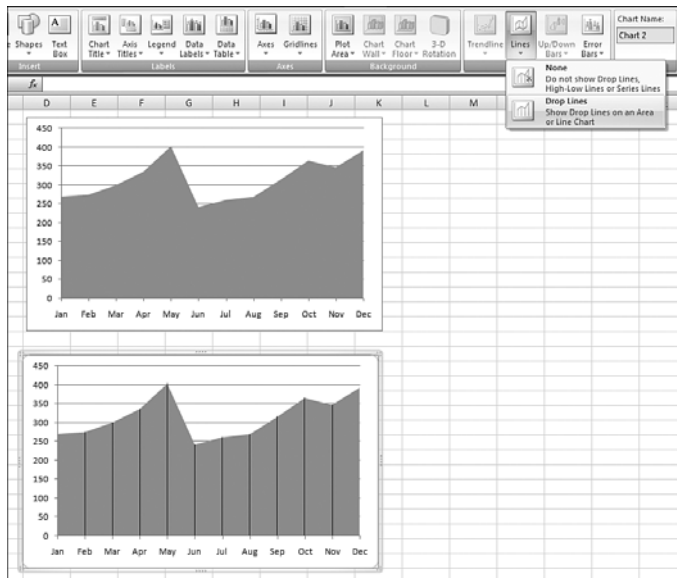 e Shapes Text Box Chart Title Axis Titles Legend Data Labels Data Table Axes Gridlines Plot Area Chart Wall Chart Floor 3-D Rotation Trendline Lines Up/Down Bars Error Bars
Chart Name:
Chart 2
Insert Labels Axes Background
None
Do not show Drop Lines,
High-Low Lines or Series Lines
Drop Lines
Show Drop Lines on an Area
or Line Chart
fx
D E F G H I J K L M
450
400
350
300
250
200
150
100
50
0
Jan Feb Mar Apr May Jun Jul Aug Sep Oct Nov Dec
450
400
350
300
250
200
150
100
50
0
Jan Feb Mar Apr May Jun Jul Aug Sep Oct Nov Dec